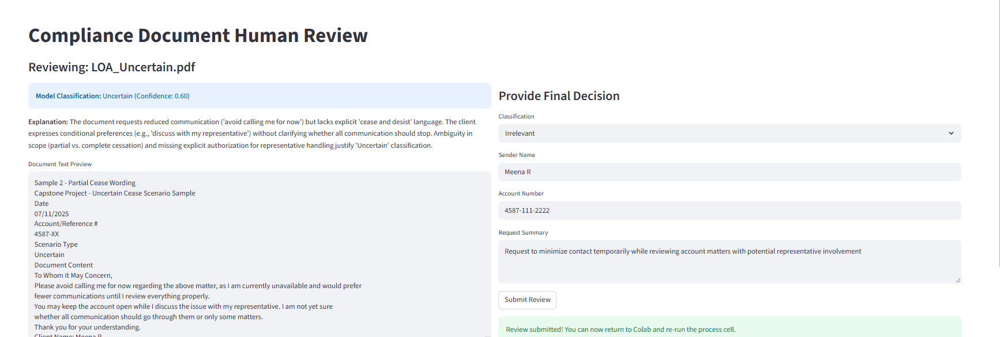 Compliance Document Human Review
Reviewing: LOA_Uncertain.pdf
Model Classification: Uncertain (Confidence: 0.60)
Explanation: The document requests reduced communication ('avoid calling me for now') but lacks explicit 'cease and desist' language. The client
expresses conditional preferences (e.g., 'discuss with my representative') without clarifying whether all communication should stop. Ambiguity in
scope (partial vs. complete cessation) and missing explicit authorization for representative handling justify 'Uncertain' classification.
Document Text Preview
Sample 2 - Partial Cease Wording
Capstone Project - Uncertain Cease Scenario Sample
Date
07/11/2025
Account/Reference #
4587-XX
Scenario Type
Uncertain
Document Content
To Whom It May Concern,
Please avoid calling me for now regarding the above matter, as I am currently unavailable and would prefer
fewer communications until I review everything properly.
You may keep the account open while I discuss the issue with my representative. I am not yet sure
whether all communication should go through them or only some matters.
Thank you for your understanding.
Client Name: Meena R
Provide Final Decision
Classification
Irrelevant
Sender Name
Meena R
Account Number
4587-111-2222
Request Summary
Request to minimize contact temporarily while reviewing account matters with potential representative involvement
Submit Review
Review submitted! You can now return to Colab and re-run the process cell.